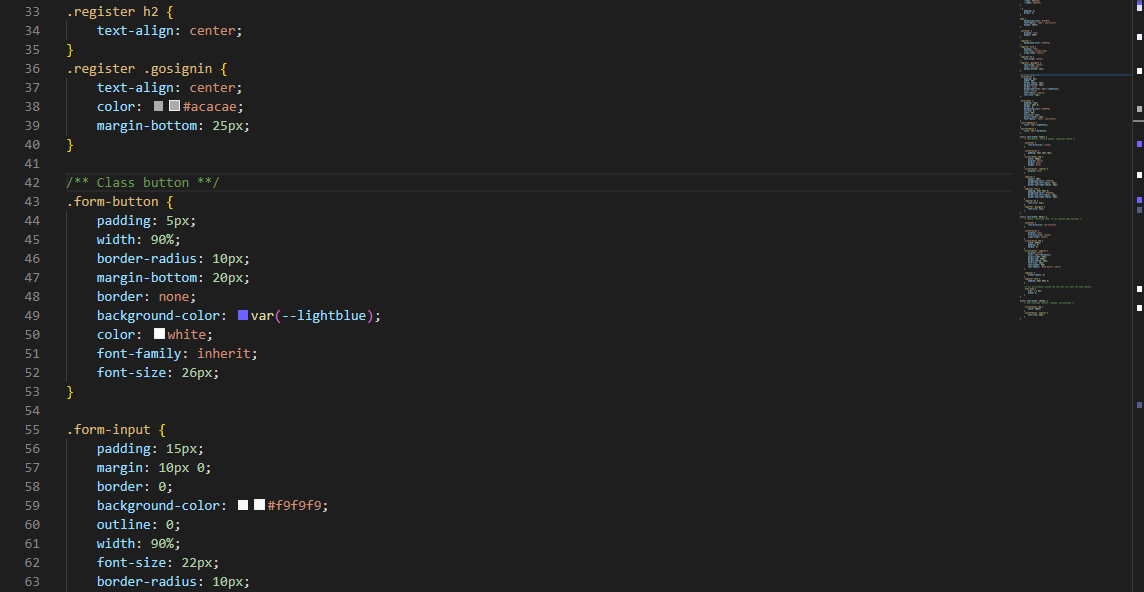 33 .register h2 {
34 text-align: center;
35 }
36 .register .gosignin {
37 text-align: center;
38 color: #acacae;
39 margin-bottom: 25px;
40 }
41
42 /** Class button **/
43 .form-button {
44 padding: 5px;
45 width: 90%;
46 border-radius: 10px;
47 margin-bottom: 20px;
48 border: none;
49 background-color: var(--lightblue);
50 color: white;
51 font-family: inherit;
52 font-size: 26px;
53 }
54
55 .form-input {
56 padding: 15px;
57 margin: 10px 0;
58 border: 0;
59 background-color: #f9f9f9;
60 outline: 0;
61 width: 90%;
62 font-size: 22px;
63 border-radius: 10px;